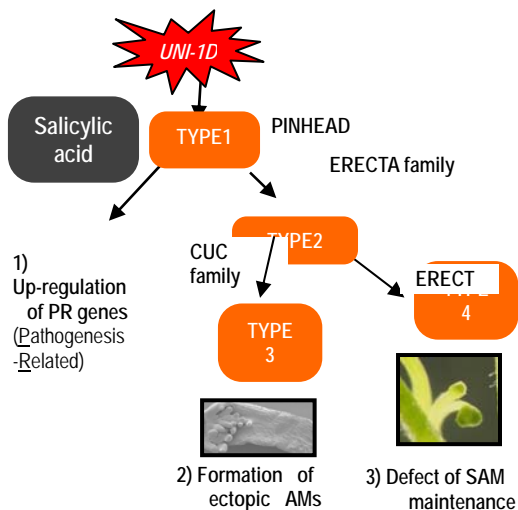 UNI-1D
Salicylic
acid
TYPE1
PINHEAD
ERECTA family
TYPE2
CUC
family
ERECT
TYPE
4
TYPE
3
1)
Up-regulation
of PR genes
(Pathogenesis
-Related)
2) Formation of
ectopic AMs
3) Defect of SAM
maintenance